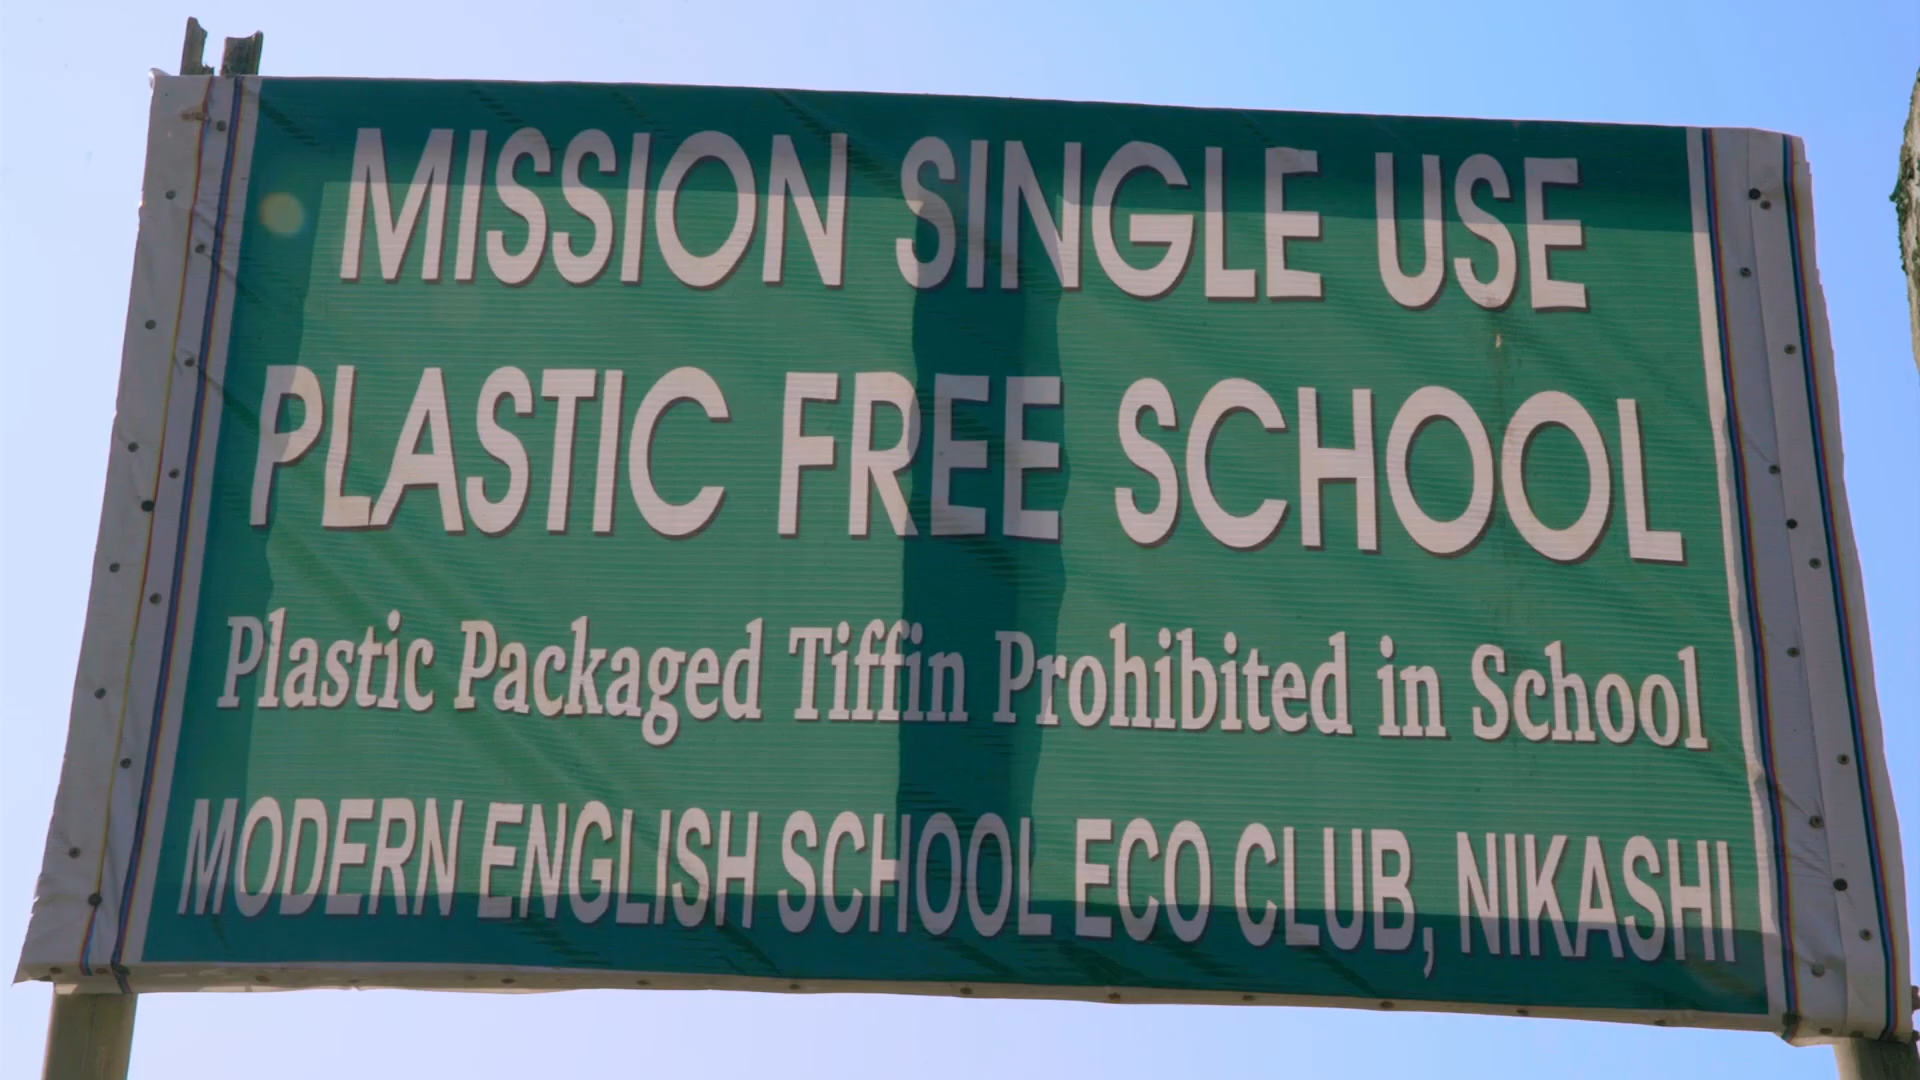 MISSION SINGLE USE
PLASTIC FREE SCHOOL
Plastic Packaged Tiffin Prohibited in School
MODERN ENGLISH SCHOOL ECO CLUB, NIKASHI